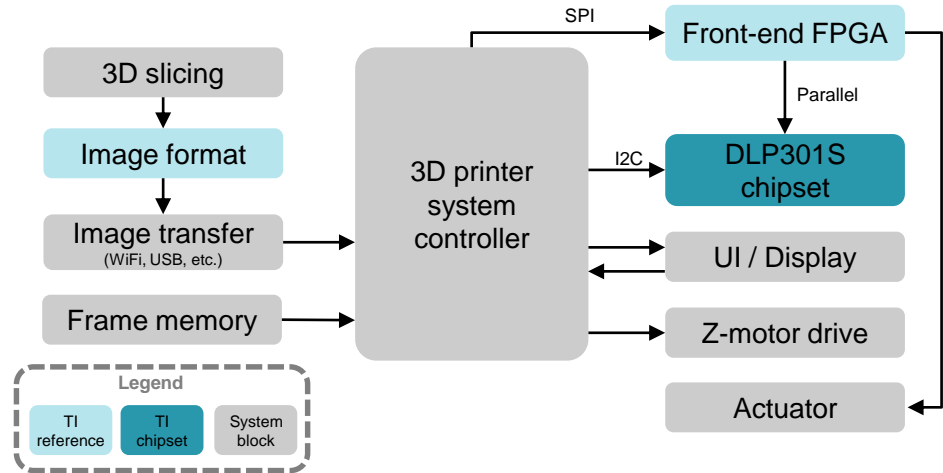 3D slicing
Image format
Image transfer
(WiFi, USB, etc.)
Frame memory
3D printer
system
controller
SPI
Front-end FPGA
Parallel
I2C
DLP301S
chipset
UI / Display
Z-motor drive
Actuator
Legend
TI
reference
TI
chipset
System
block